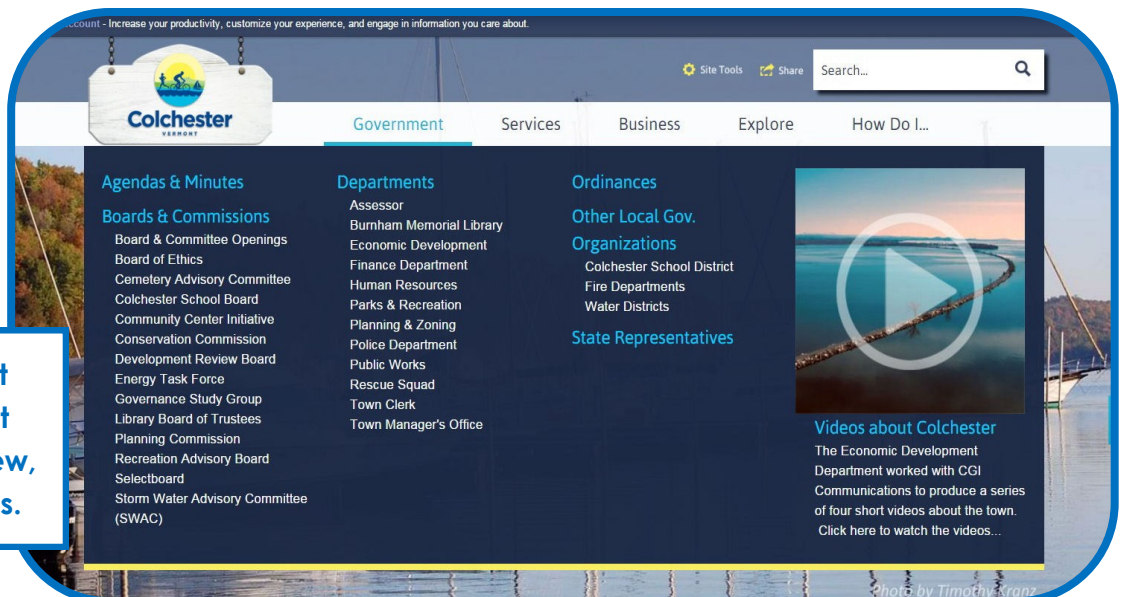 ount - Increase your productivity, customize your experience, and engage in information you care about.
Site Tools
Share
Search...
Colchester
VERMONT
Government
Services
Business
Explore
How Do I...
Agendas & Minutes
Boards & Commissions
Board & Committee Openings
Board of Ethics
Cemetery Advisory Committee
Colchester School Board
Community Center Initiative
Conservation Commission
Development Review Board
Energy Task Force
Governance Study Group
Library Board of Trustees
Planning Commission
Recreation Advisory Board
Selectboard
Storm Water Advisory Committee
(SWAC)
Departments
Assessor
Burnham Memorial Library
Economic Development
Finance Department
Human Resources
Parks & Recreation
Planning & Zoning
Police Department
Public Works
Rescue Squad
Town Clerk
Town Manager's Office
Ordinances
Other Local Gov.
Organizations
Colchester School District
Fire Departments
Water Districts
State Representatives
Videos about Colchester
The Economic Development
Department worked with CGI
Communications to produce a series
of four short videos about the town.
Click here to watch the videos...
Photo by Timothy Kranz